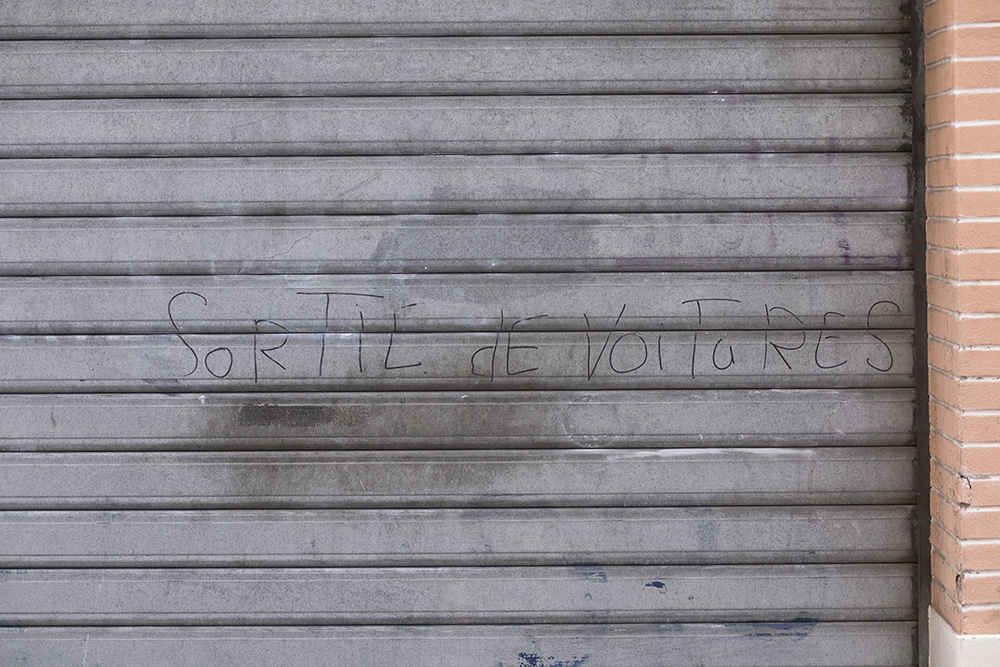 SORTIE de VOITURES